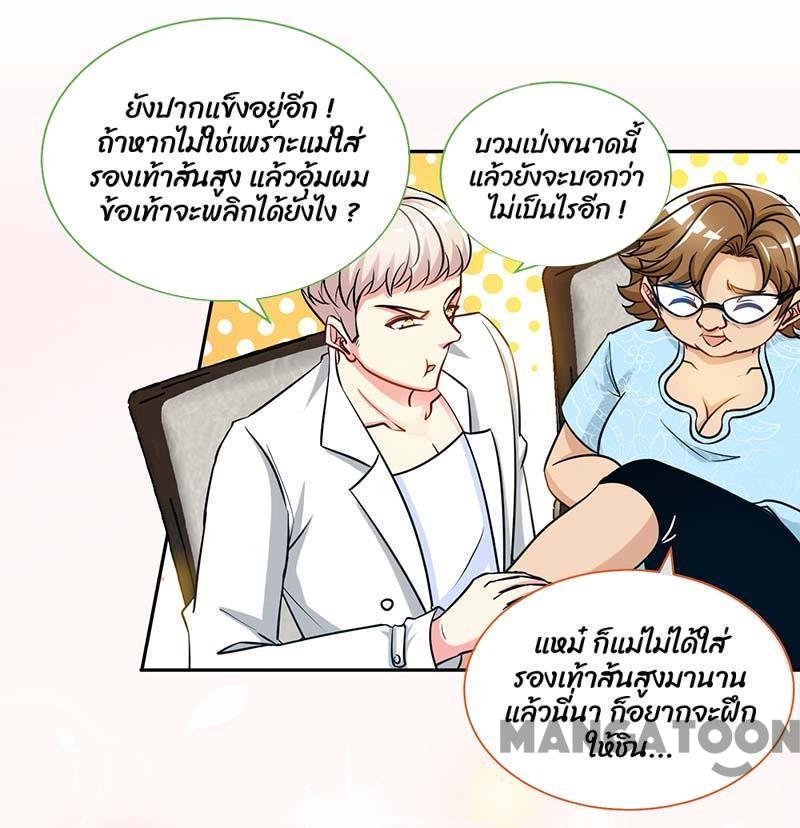 ยังปากแข็งอยู่อีก !
ถ้าหากไม่ใช่เพราะแม่ใส่
รองเท้าส้นสูง แล้วอุ้มผม
ข้อเท้าจะพลิกได้ยังไง ?
บวมเป่งขนาดนี้
แล้วยังจะบอกว่า
ไม่เป็นไรอีก !
แหม๋ ก็แม่ไม่ได้ใส่
รองเท้าส้นสูงมานาน
แล้วนี่นา ก็อยากจะฝึก
ให้ชิน...
MANGATOON